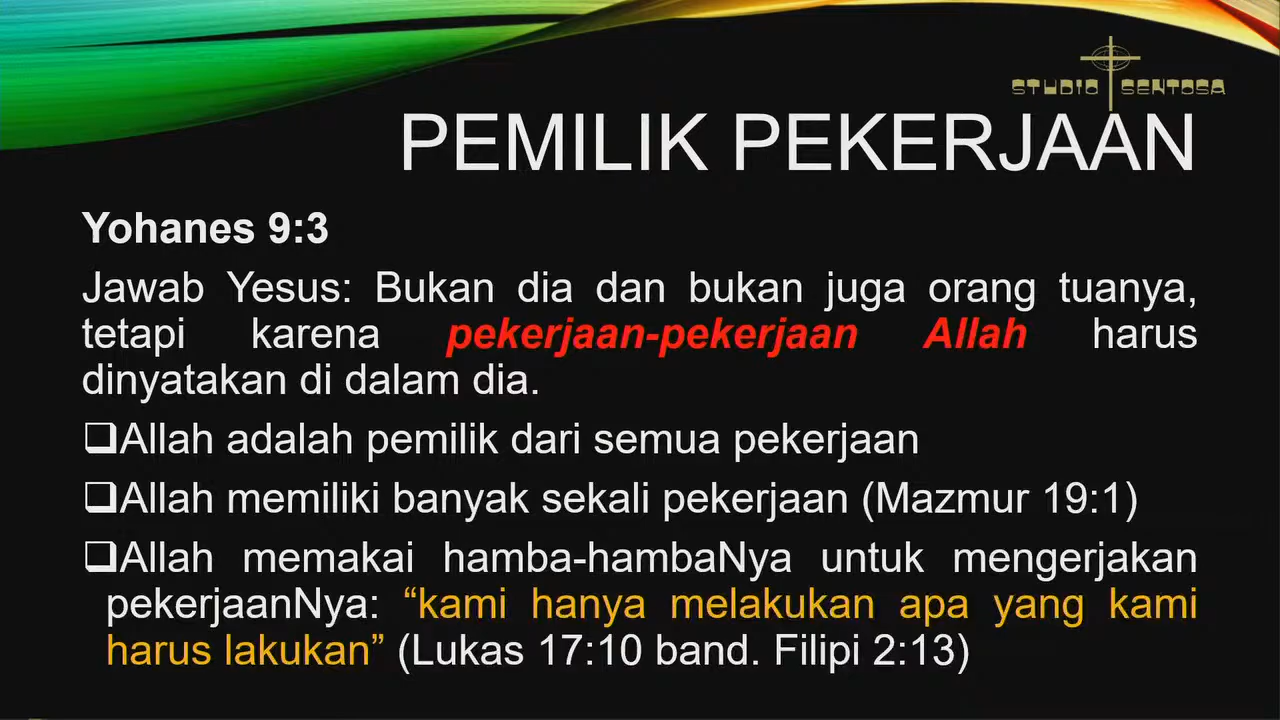 STUDIO SENTOSA
PEMILIK PEKERJAAN
Yohanes 9:3
Jawab Yesus: Bukan dia dan bukan juga orang tuanya,
tetapi karena pekerjaan-pekerjaan Allah harus
dinyatakan di dalam dia.
❑Allah adalah pemilik dari semua pekerjaan
❑Allah memiliki banyak sekali pekerjaan (Mazmur 19:1)
❑Allah memakai hamba-hambaNya untuk mengerjakan
pekerjaanNya: “kami hanya melakukan apa yang kami
harus lakukan” (Lukas 17:10 band. Filipi 2:13)